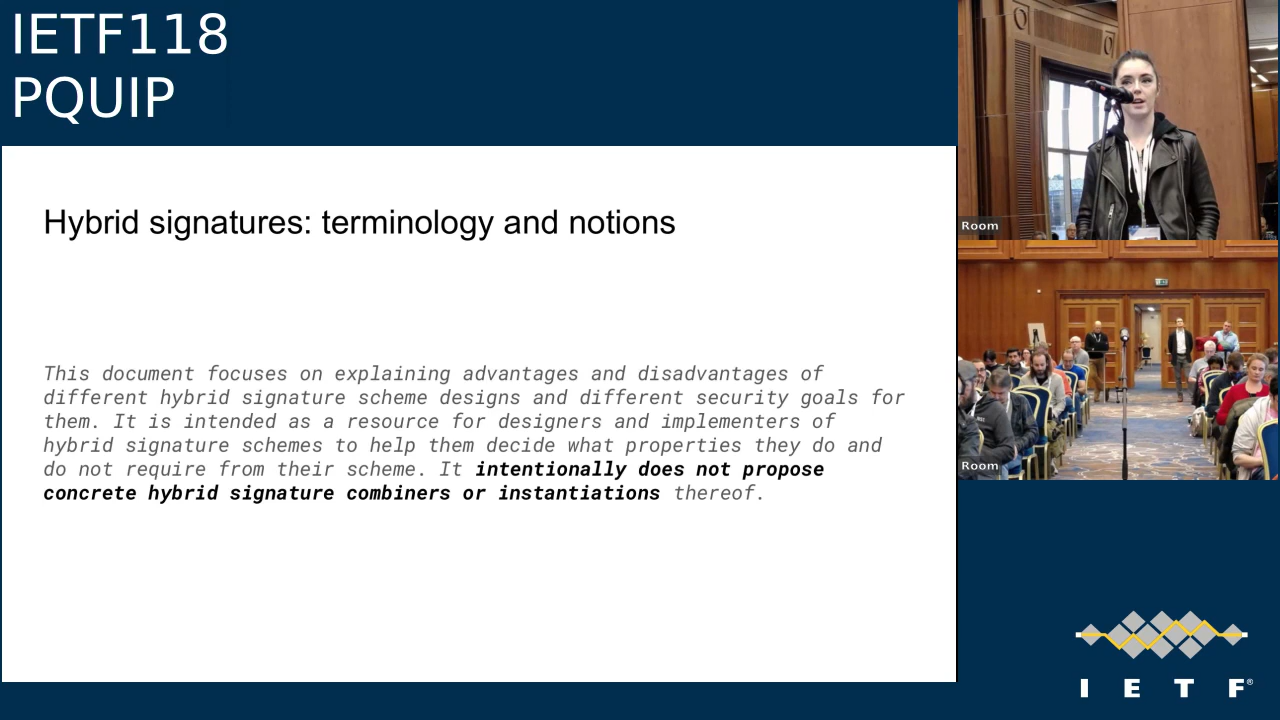 IETF118
PQUIP
Hybrid signatures: terminology and notions
This document focuses on explaining advantages and disadvantages of
different hybrid signature scheme designs and different security goals for
them. It is intended as a resource for designers and implementers of
hybrid signature schemes to help them decide what properties they do and
do not require from their scheme. It intentionally does not propose
concrete hybrid signature combiners or instantiations thereof.
Room
Room
I E T F®